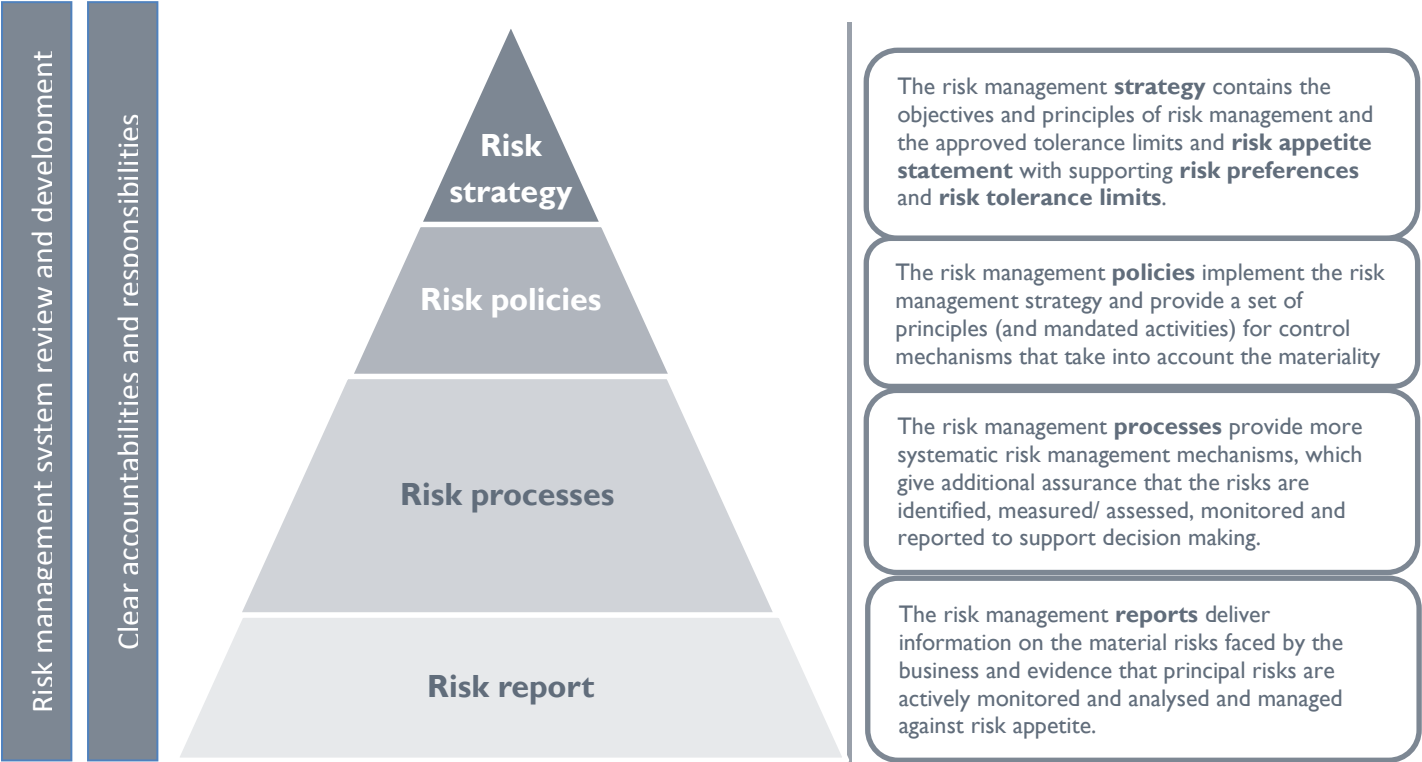 Risk management system review and development
Clear accountabilities and responsibilities
Risk
strategy
Risk policies
Risk processes
Risk report
The risk management strategy contains the
objectives and principles of risk management and
the approved tolerance limits and risk appetite
statement with supporting risk preferences
and risk tolerance limits.
The risk management policies implement the risk
management strategy and provide a set of
principles (and mandated activities) for control
mechanisms that take into account the materiality
The risk management processes provide more
systematic risk management mechanisms, which
give additional assurance that the risks are
identified, measured/ assessed, monitored and
reported to support decision making.
The risk management reports deliver
information on the material risks faced by the
business and evidence that principal risks are
actively monitored and analysed and managed
against risk appetite.